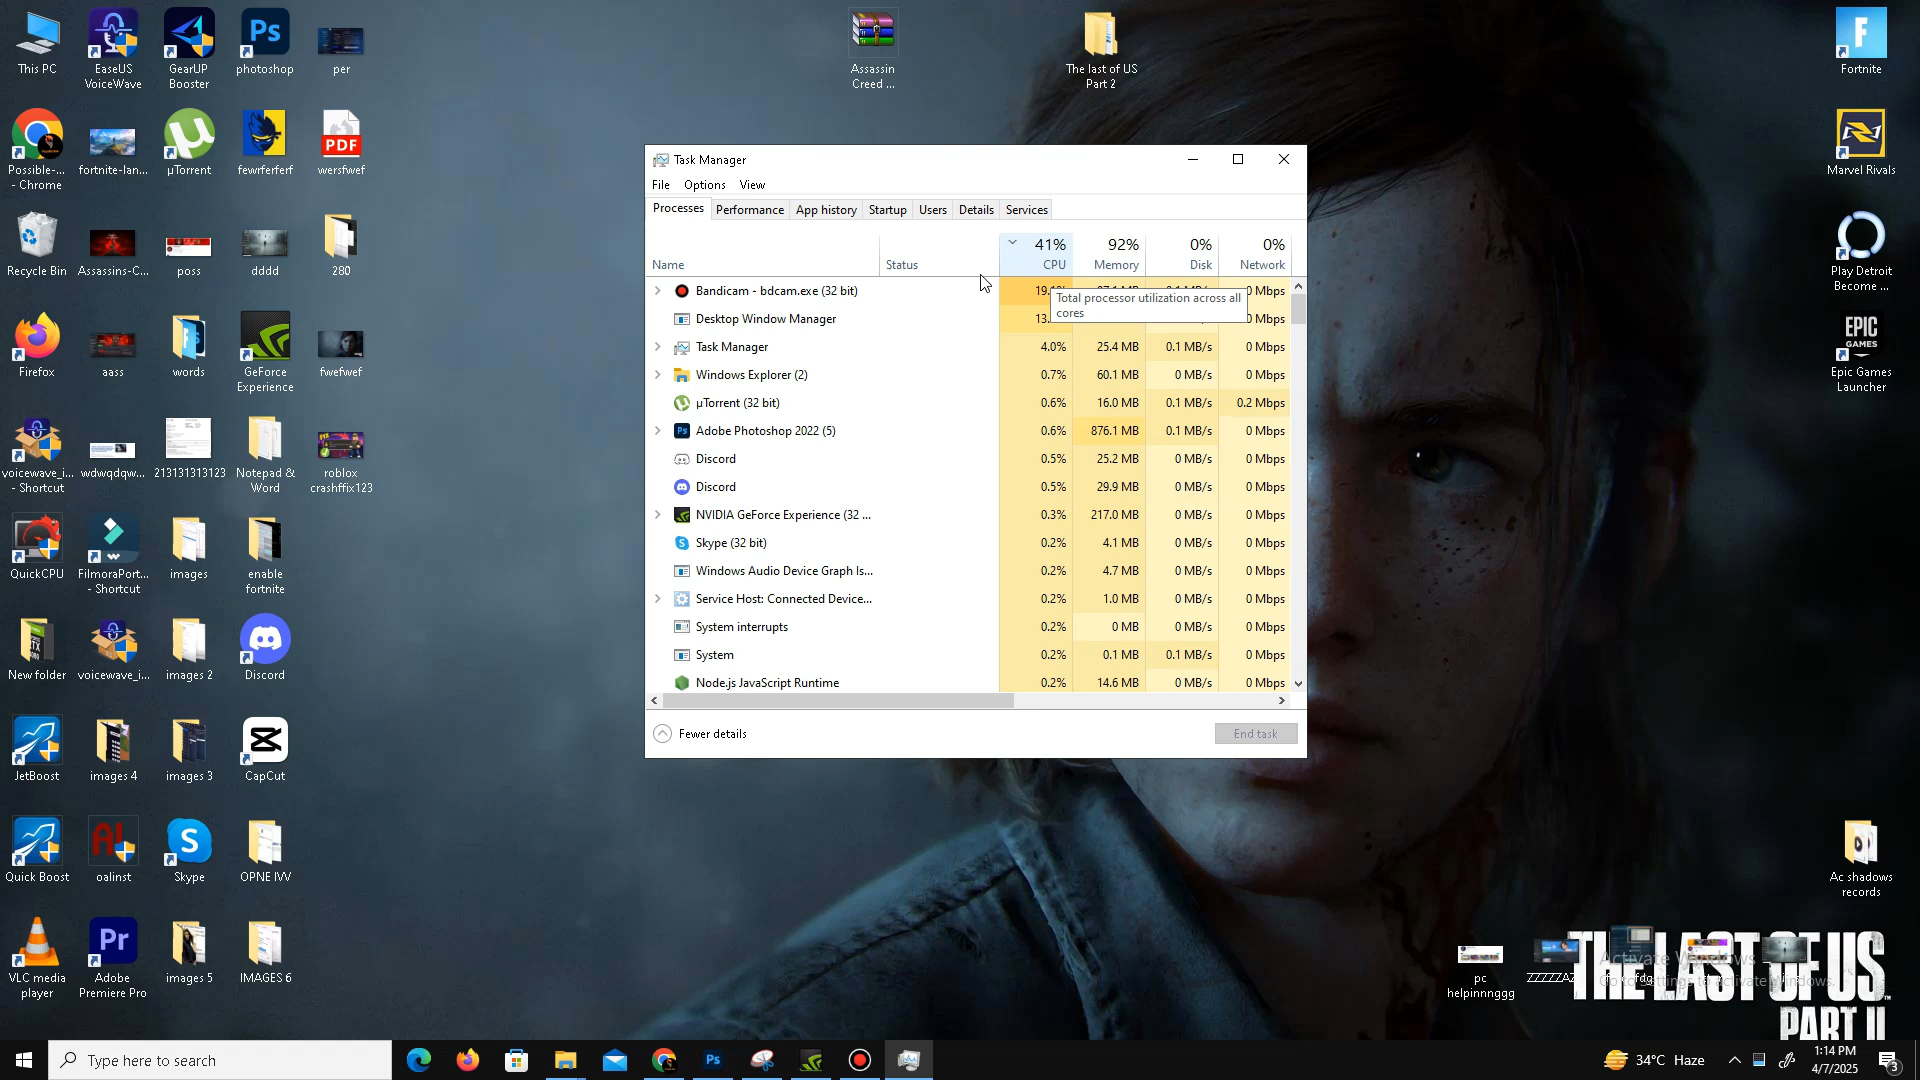 This PC
EaseUS
VoiceWave
GearUP
Booster
Ps
photoshop
per
Assassin
Creed ...
The last of US
Part 2
F
Fortnite
Possible-...
- Chrome
fortnite-lan...
µTorrent
fewrferferf
PDF
wersfwef
Marvel Rivals
Recycle Bin
Assassins-C...
poss
dddd
280
Play Detroit
Become ...
Firefox
aass
words
GeForce
Experience
fwefwef
EPIC
GAMES
Epic Games
Launcher
voicewave_i...
- Shortcut
wdwqdqw...
213131313123
Notepad &
Word
roblox
crashffix123
QuickCPU
FilmoraPort...
- Shortcut
images
enable
fortnite
New folder
voicewave_i...
images 2
Discord
JetBoost
images 4
images 3
CapCut
Quick Boost
oalinst
Skype
OPNE IVV
VLC media
player
Pr
Adobe
Premiere Pro
images 5
IMAGES 6
Ac shadows
records
pc
helpinnnggg
Task Manager
File Options View
Processes Performance App history Startup Users Details Services
41% 92% 0% 0%
Name Status CPU Memory Disk Network
Bandicam - bdcam.exe (32 bit)
Total processor utilization across all
cores
Desktop Window Manager
Task Manager 4.0% 25.4 MB 0.1 MB/s 0 Mbps
Windows Explorer (2) 0.7% 60.1 MB 0 MB/s 0 Mbps
µTorrent (32 bit) 0.6% 16.0 MB 0.1 MB/s 0.2 Mbps
Adobe Photoshop 2022 (5) 0.6% 876.1 MB 0.1 MB/s 0 Mbps
Discord 0.5% 25.2 MB 0 MB/s 0 Mbps
Discord 0.5% 29.9 MB 0 MB/s 0 Mbps
NVIDIA GeForce Experience (32 ... 0.3% 217.0 MB 0 MB/s 0 Mbps
Skype (32 bit) 0.2% 4.1 MB 0 MB/s 0 Mbps
Windows Audio Device Graph Is... 0.2% 4.7 MB 0 MB/s 0 Mbps
Service Host: Connected Device... 0.2% 1.0 MB 0 MB/s 0 Mbps
System interrupts 0.2% 0 MB 0 MB/s 0 Mbps
System 0.2% 0.1 MB 0.1 MB/s 0 Mbps
Node.js JavaScript Runtime 0.2% 14.6 MB 0 MB/s 0 Mbps
Fewer details
End task
THE LAST OF US
PART II
Activate Windows
Go to Settings to activate Windows.
Type here to search
34°C Haze
1:14 PM
4/7/2025
3